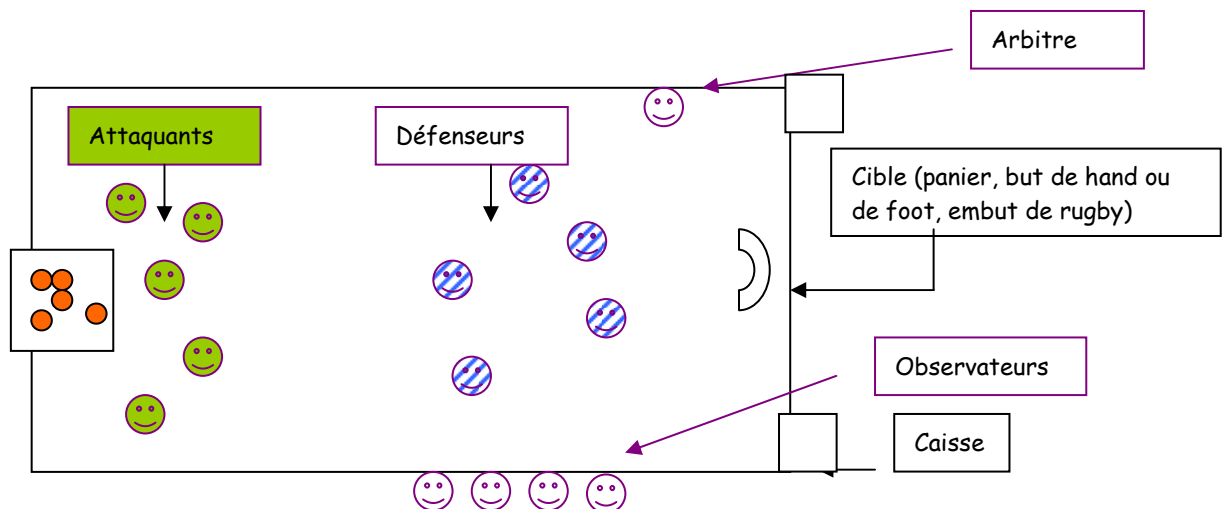 Arbitre
Attaquants
Défenseurs
Cible (panier, but de hand ou
de foot, embut de rugby)
Observateurs
Caisse